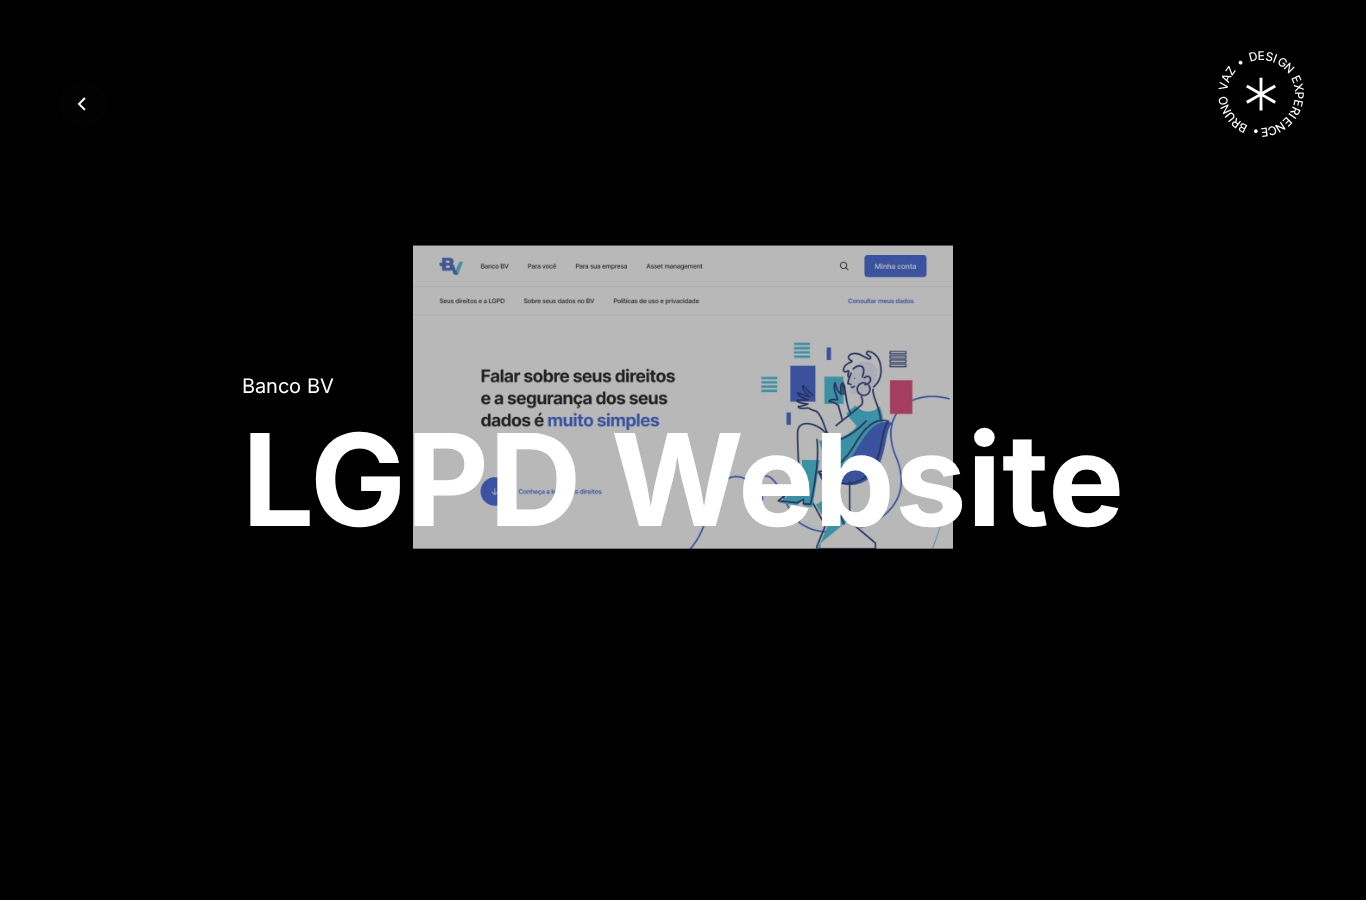 BRUNO VAZ • DESIGN EXPERIENCE •
BV
Banco BV Para você Para sua empresa Asset management Minha conta
Seus direitos e a LGPD Sobre seus dados no BV Políticas de uso e privacidade Consultar meus dados
Falar sobre seus direitos
e a segurança dos seus
dados é muito simples
Banco BV
LGPD Website
Conheça a direitos